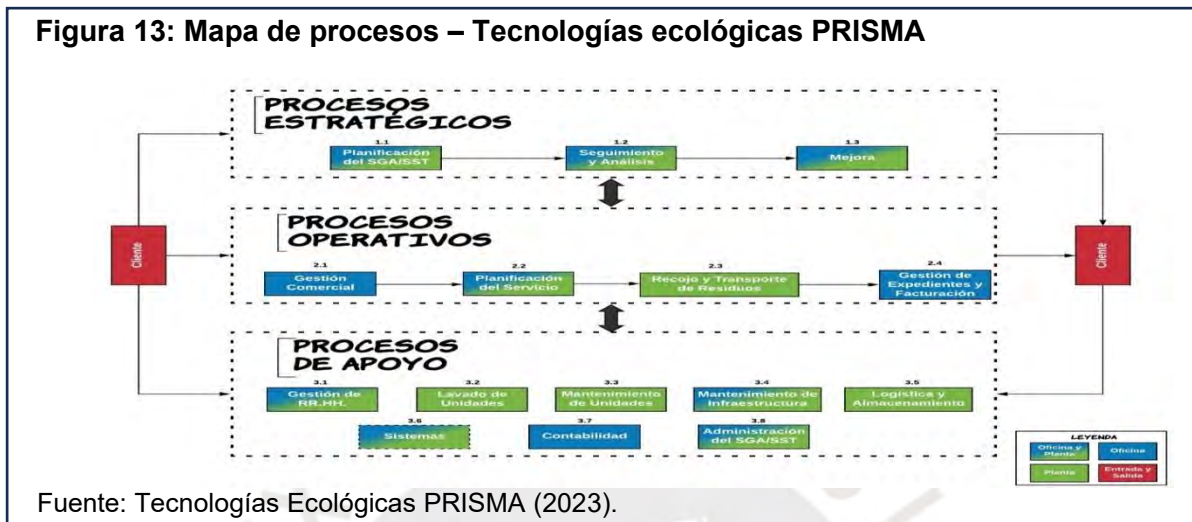 Figura 13: Mapa de procesos – Tecnologías ecológicas PRISMA
PROCESOS
ESTRATÉGICOS
1.1
Planificación
del SGA/SST
1.2
Seguimiento
y Análisis
1.3
Mejora
Cliente
PROCESOS
OPERATIVOS
2.1
Gestión
Comercial
2.2
Planificación
del Servicio
2.3
Recojo y Transporte
de Residuos
2.4
Gestión de
Expedientes y
Facturación
Cliente
PROCESOS
DE APOYO
3.1
Gestión de
RR.HH.
3.2
Lavado de
Unidades
3.3
Mantenimiento
de Unidades
3.4
Mantenimiento de
Infraestructura
3.5
Logística y
Almacenamiento
3.6
Sistemas
3.7
Contabilidad
3.8
Administración
del SGA/SST
LEYENDA
Oficina y
Planta
Oficina
Planta
Entrada y
Salida
Fuente: Tecnologías Ecológicas PRISMA (2023).